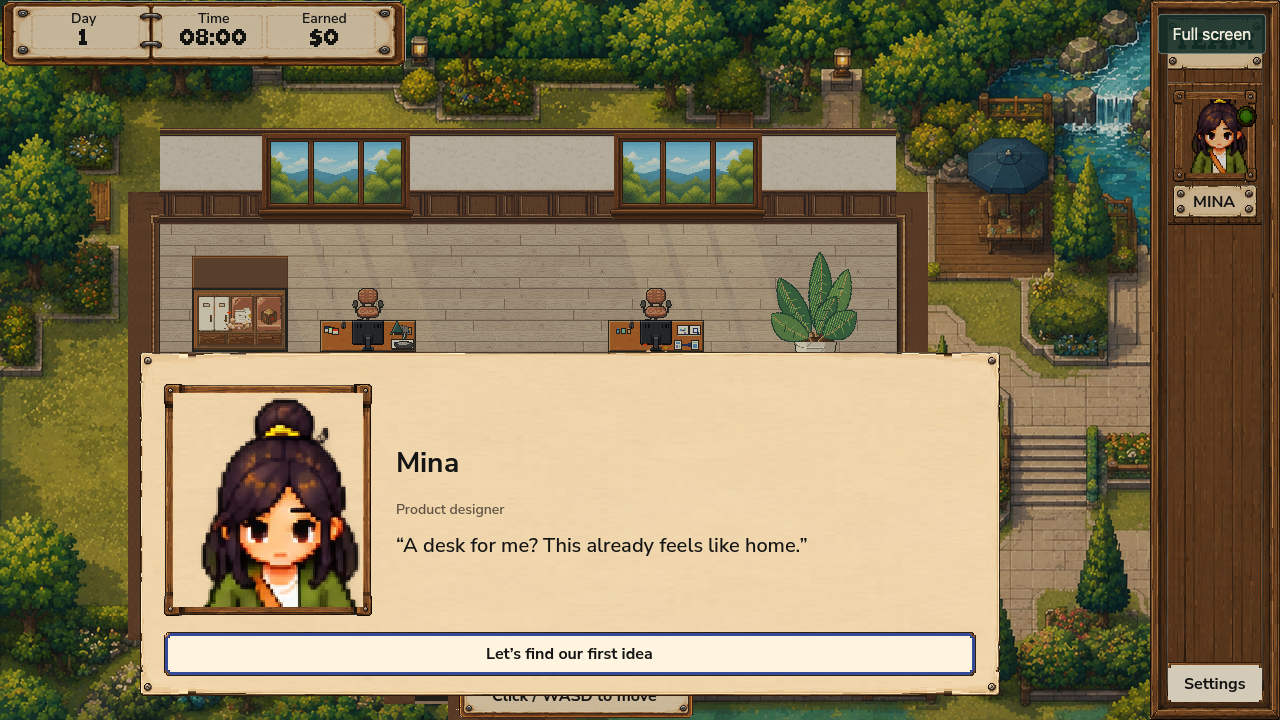 Day
1
Time
08:00
Earned
$0
Full screen
MINA
Mina
Product designer
“A desk for me? This already feels like home.”
Let’s find our first idea
Click / WASD to move
Settings